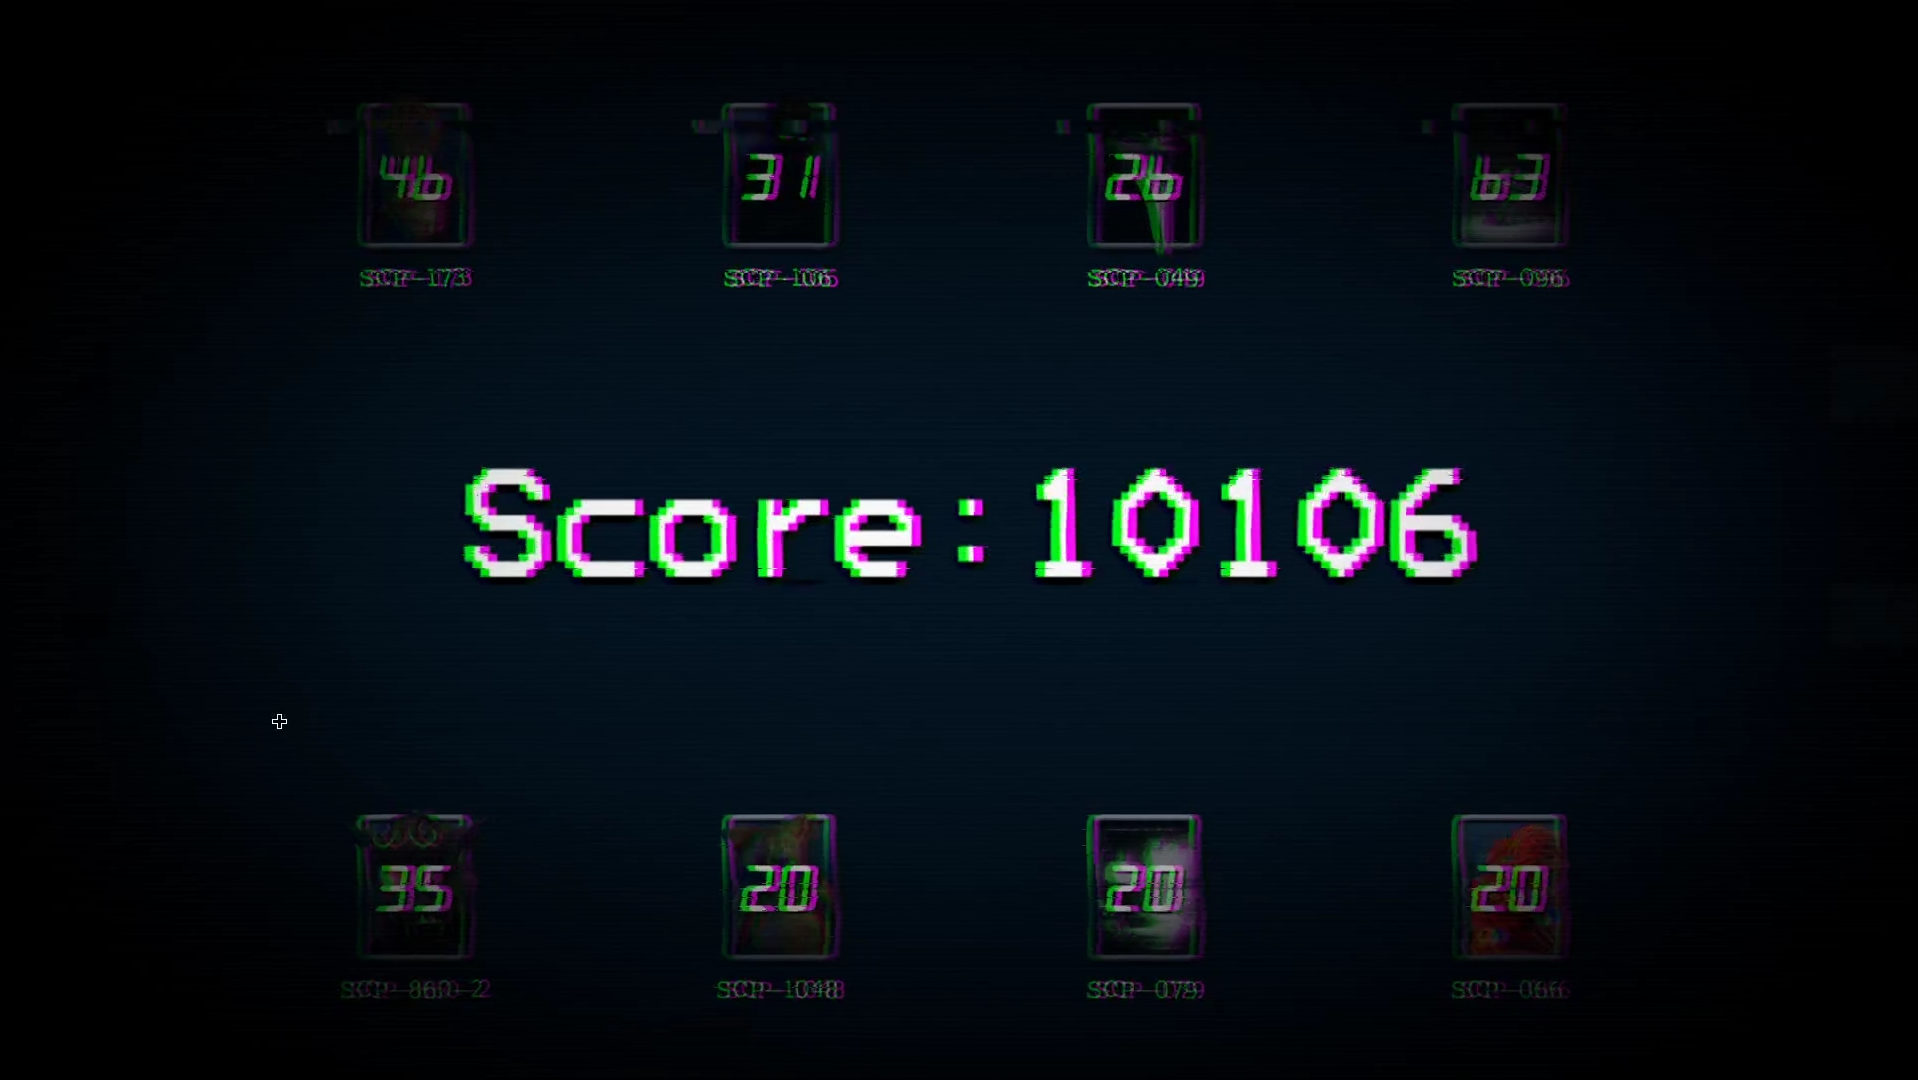 46 31 26 63
SCP-173 SCP-106 SCP-049 SCP-096
Score:10106
35 20 20 20
SCP-860-2 SCP-1048 SCP-079 SCP-066